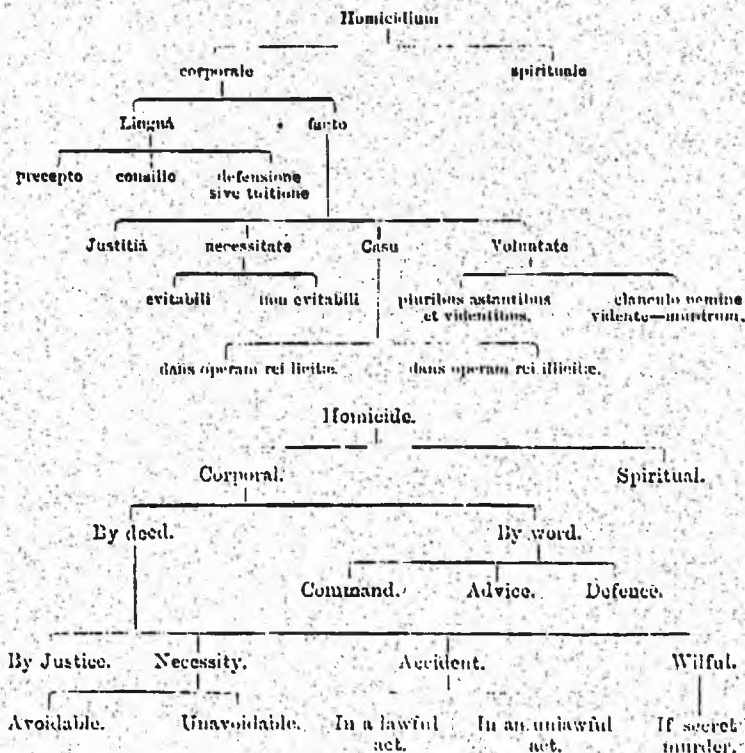 Homicidium
corporale spirituale
Linguâ facto
precepto consilio defensione
sive tuitione
Justitiâ necessitate Casu Voluntate
evitabili non evitabili pluribus astantibus clanculo nemine
et videntibus. vidente—murdrum.
dans operam rei licitæ. dans operam rei illicitæ.
Homicide.
Corporal. Spiritual.
By deed. By word.
Command. Advice. Defence.
By Justice. Necessity. Accident. Wilful.
Avoidable. Unavoidable. In a lawful In an unlawful If secret
act. act. murder.